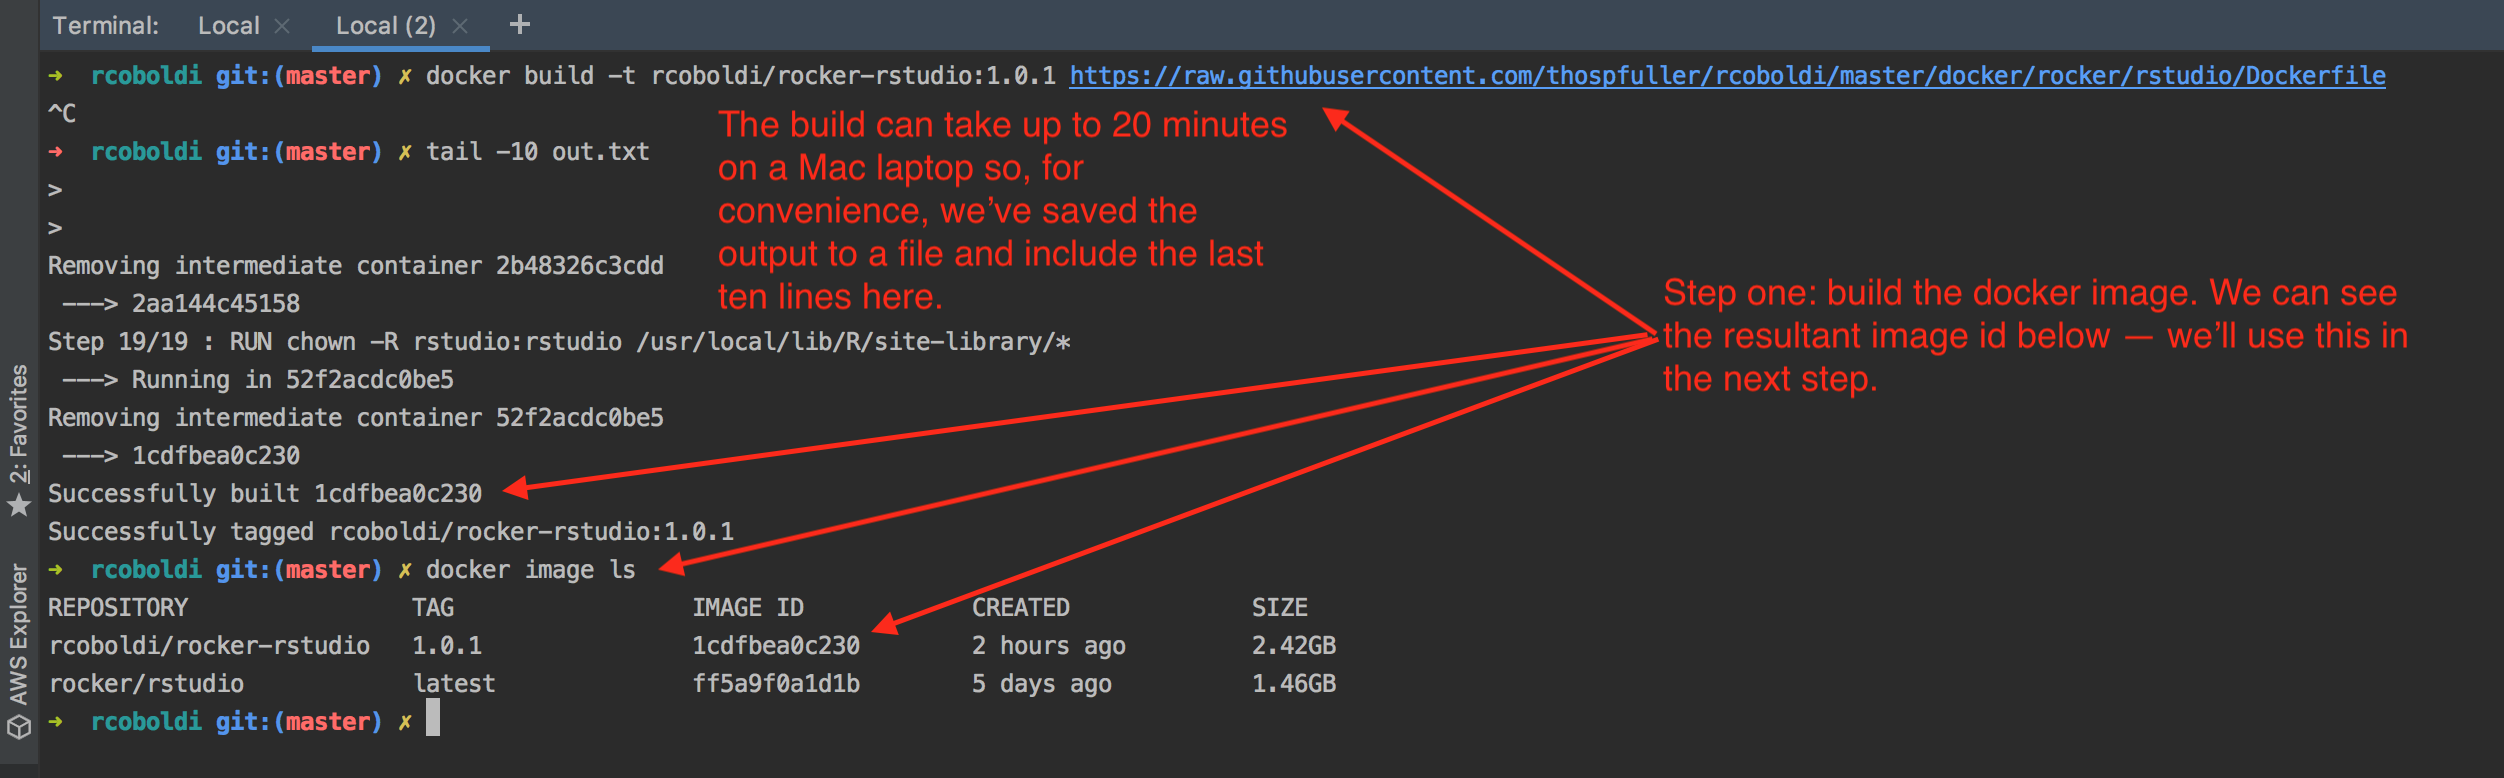 Terminal: Local × Local (2) × +
➜ rcoboldi git:(master) ✗ docker build -t rcoboldi/rocker-rstudio:1.0.1 https://raw.githubusercontent.com/thospfuller/rcoboldi/master/docker/rocker/rstudio/Dockerfile
^C
➜ rcoboldi git:(master) ✗ tail -10 out.txt
>
>
Removing intermediate container 2b48326c3cdd
---> 2aa144c45158
Step 19/19 : RUN chown -R rstudio:rstudio /usr/local/lib/R/site-library/*
---> Running in 52f2acdc0be5
Removing intermediate container 52f2acdc0be5
---> 1cdfbea0c230
Successfully built 1cdfbea0c230
Successfully tagged rcoboldi/rocker-rstudio:1.0.1
➜ rcoboldi git:(master) ✗ docker image ls
REPOSITORY TAG IMAGE ID CREATED SIZE
rcoboldi/rocker-rstudio 1.0.1 1cdfbea0c230 2 hours ago 2.42GB
rocker/rstudio latest ff5a9f0a1d1b 5 days ago 1.46GB
➜ rcoboldi git:(master) ✗
The build can take up to 20 minutes
on a Mac laptop so, for
convenience, we’ve saved the
output to a file and include the last
ten lines here.
Step one: build the docker image. We can see
the resultant image id below — we’ll use this in
the next step.
2: Favorites
AWS Explorer